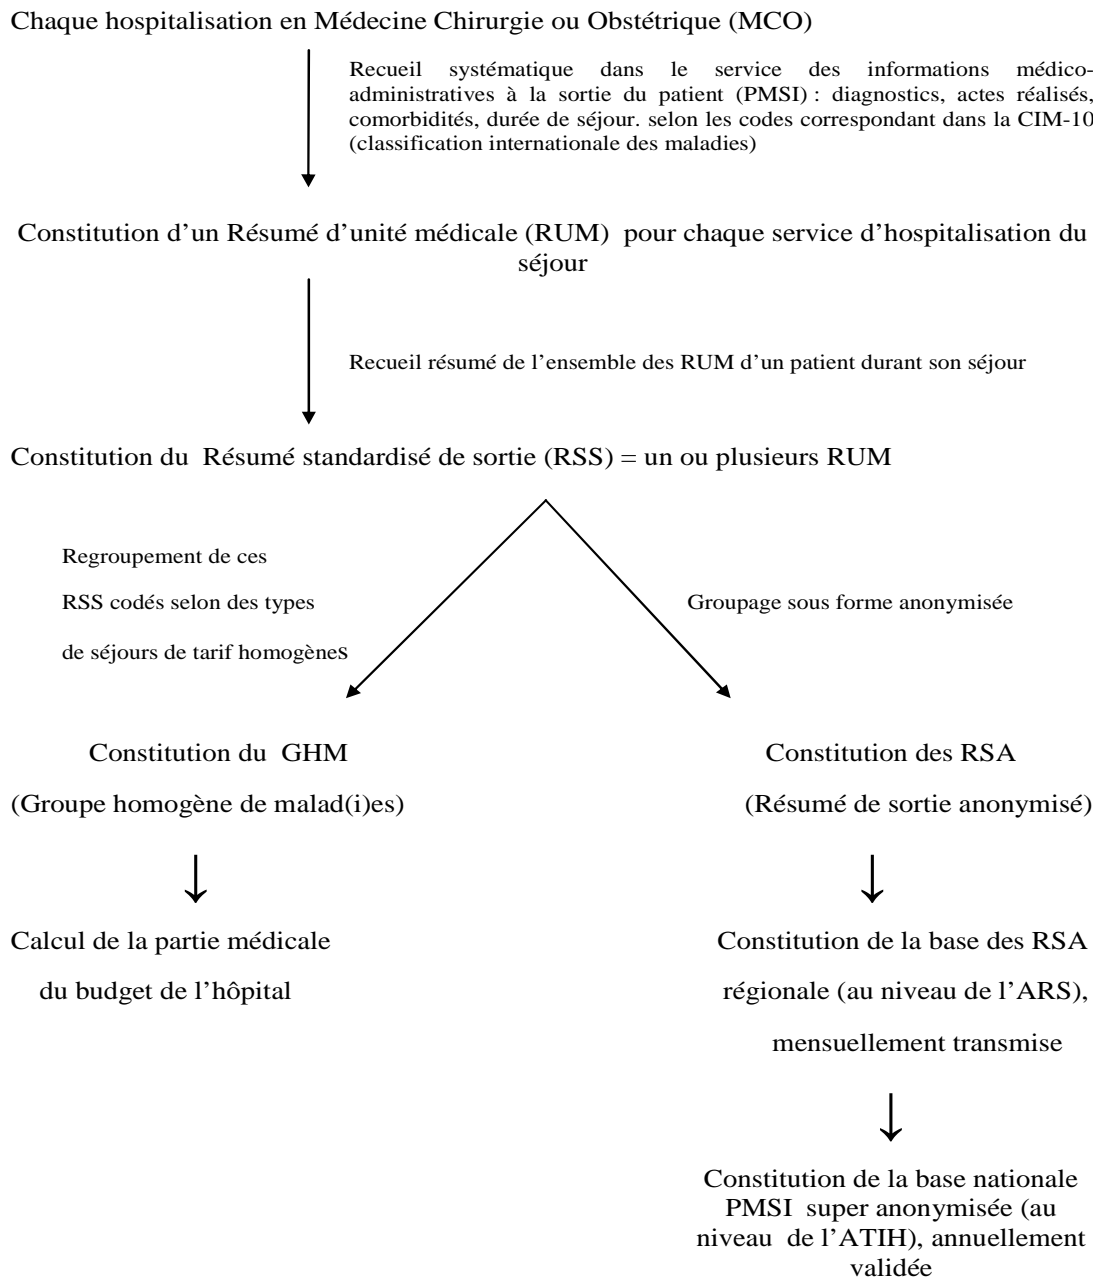 Chaque hospitalisation en Médecine Chirurgie ou Obstétrique (MCO)
Recueil systématique dans le service des informations médico-
administratives à la sortie du patient (PMSI) : diagnostics, actes réalisés,
comorbidités, durée de séjour. selon les codes correspondant dans la CIM-10
(classification internationale des maladies)
Constitution d’un Résumé d’unité médicale (RUM) pour chaque service d’hospitalisation du
séjour
Recueil résumé de l’ensemble des RUM d’un patient durant son séjour
Constitution du Résumé standardisé de sortie (RSS) = un ou plusieurs RUM
Regroupement de ces
RSS codés selon des types
de séjours de tarif homogènes
Groupage sous forme anonymisée
Constitution du GHM
(Groupe homogène de malad(i)es)
Calcul de la partie médicale
du budget de l’hôpital
Constitution des RSA
(Résumé de sortie anonymisé)
Constitution de la base des RSA
régionale (au niveau de l’ARS),
mensuellement transmise
Constitution de la base nationale
PMSI super anonymisée (au
niveau de l’ATIH), annuellement
validée